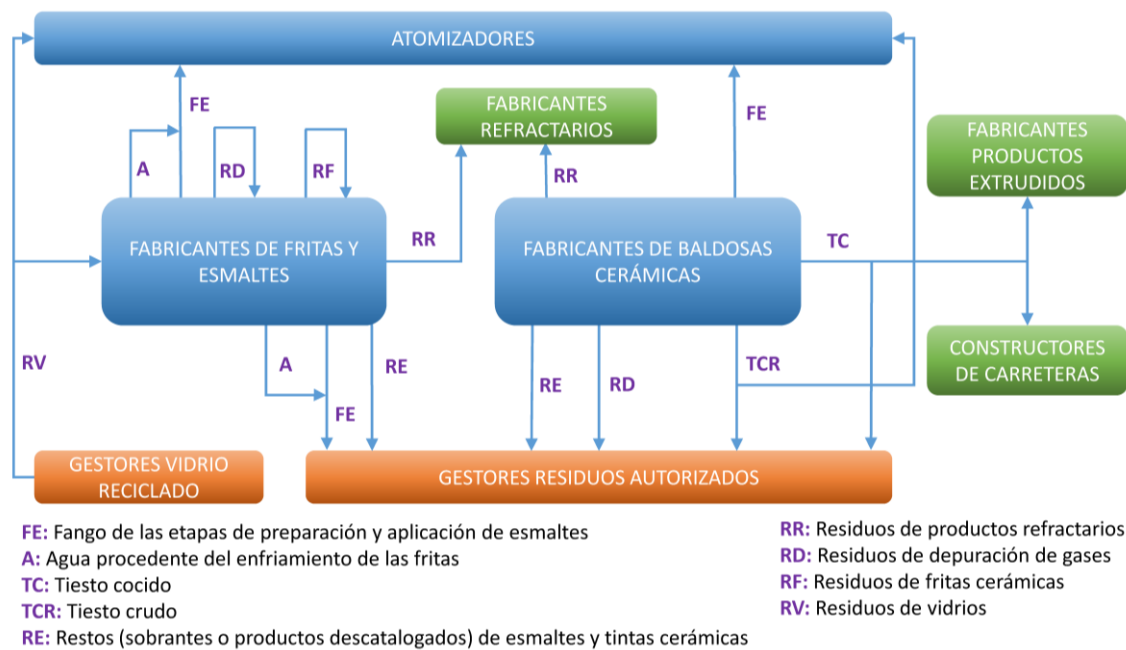 ATOMIZADORES
FE
FABRICANTES
REFRACTARIOS
FE
FABRICANTES
PRODUCTOS
EXTRUDIDOS
A
RD
RF
RR
FABRICANTES DE FRITAS Y
ESMALTES
RR
FABRICANTES DE BALDOSAS
CERÁMICAS
TC
RV
A
RE
FE
RE
RD
TCR
CONSTRUCTORES
DE CARRETERAS
GESTORES VIDRIO
RECICLADO
GESTORES RESIDUOS AUTORIZADOS
FE: Fango de las etapas de preparación y aplicación de esmaltes
A: Agua procedente del enfriamiento de las fritas
TC: Tiesto cocido
TCR: Tiesto crudo
RE: Restos (sobrantes o productos descatalogados) de esmaltes y tintas cerámicas
RR: Residuos de productos refractarios
RD: Residuos de depuración de gases
RF: Residuos de fritas cerámicas
RV: Residuos de vidrios